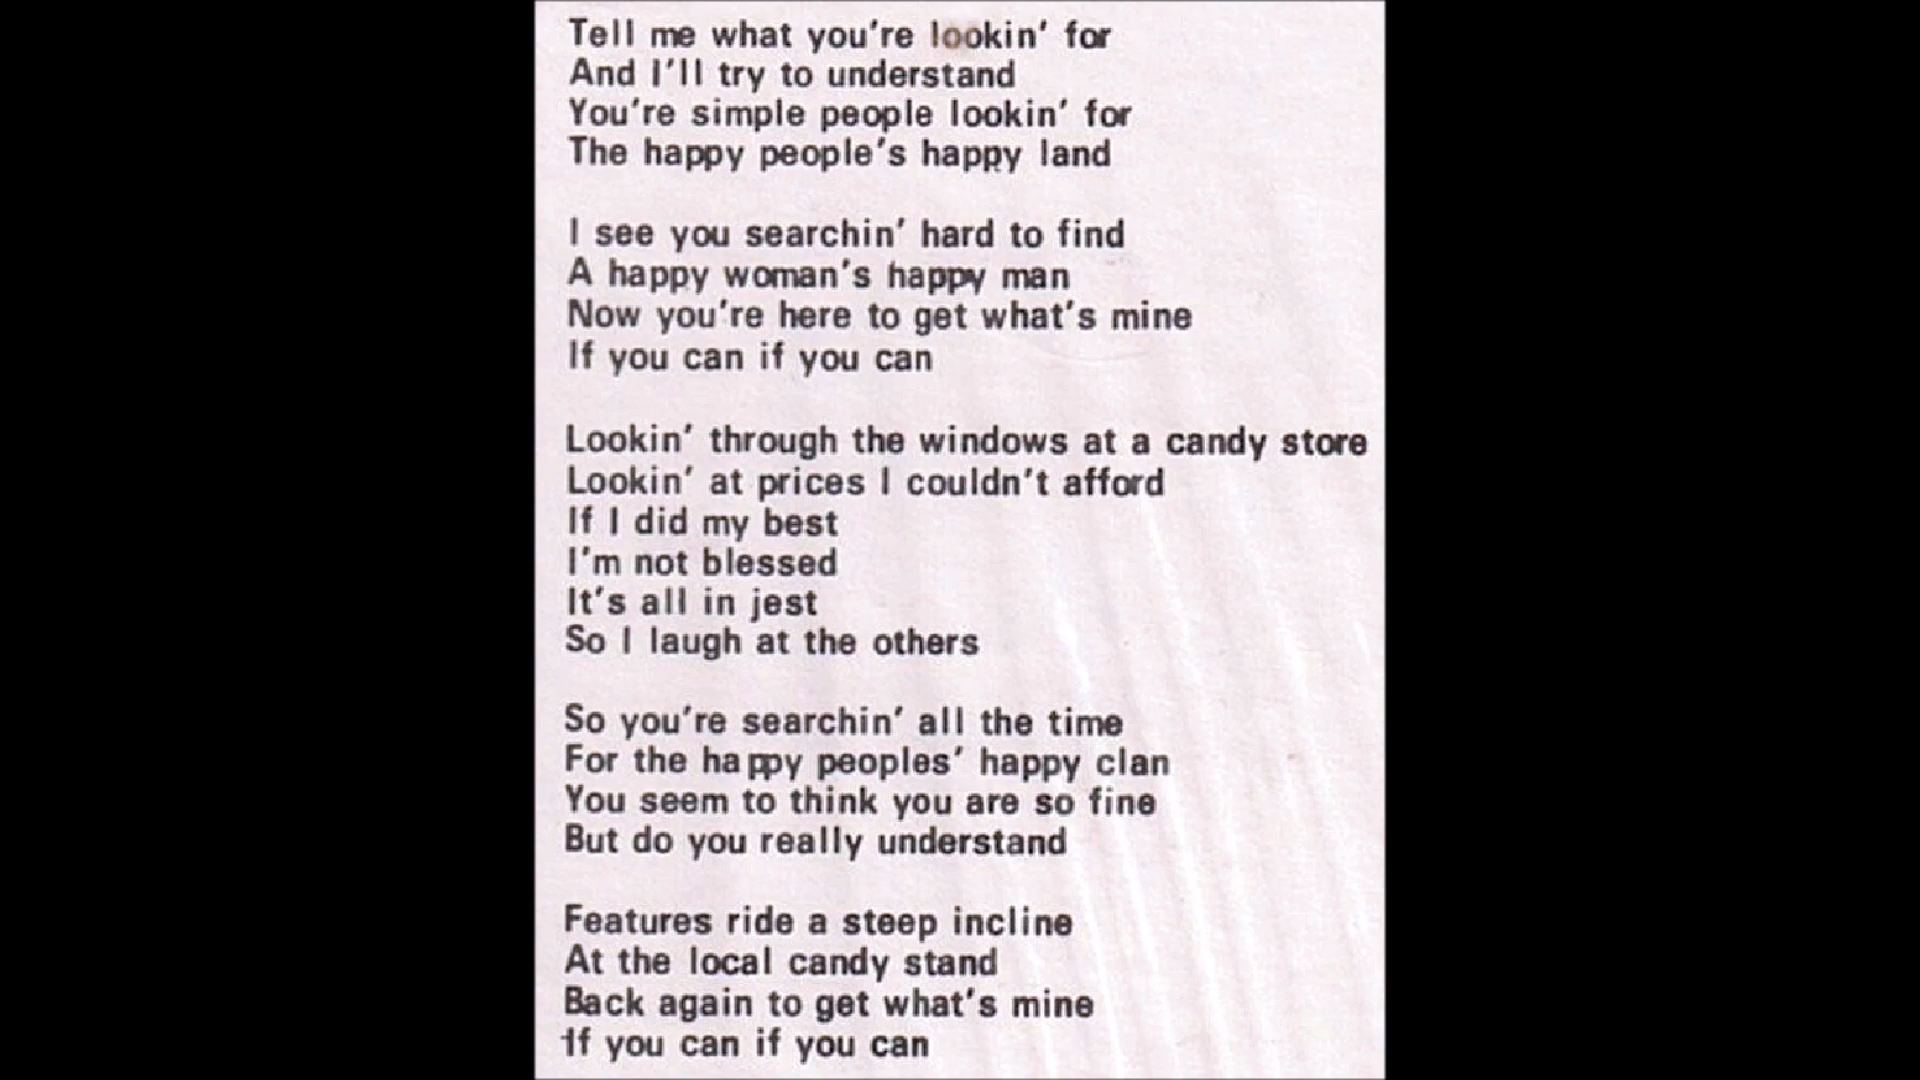 Tell me what you're lookin' for
And I'll try to understand
You're simple people lookin' for
The happy people's happy land
I see you searchin' hard to find
A happy woman's happy man
Now you're here to get what's mine
If you can if you can
Lookin' through the windows at a candy store
Lookin' at prices I couldn't afford
If I did my best
I'm not blessed
It's all in jest
So I laugh at the others
So you're searchin' all the time
For the happy peoples' happy clan
You seem to think you are so fine
But do you really understand
Features ride a steep incline
At the local candy stand
Back again to get what's mine
If you can if you can